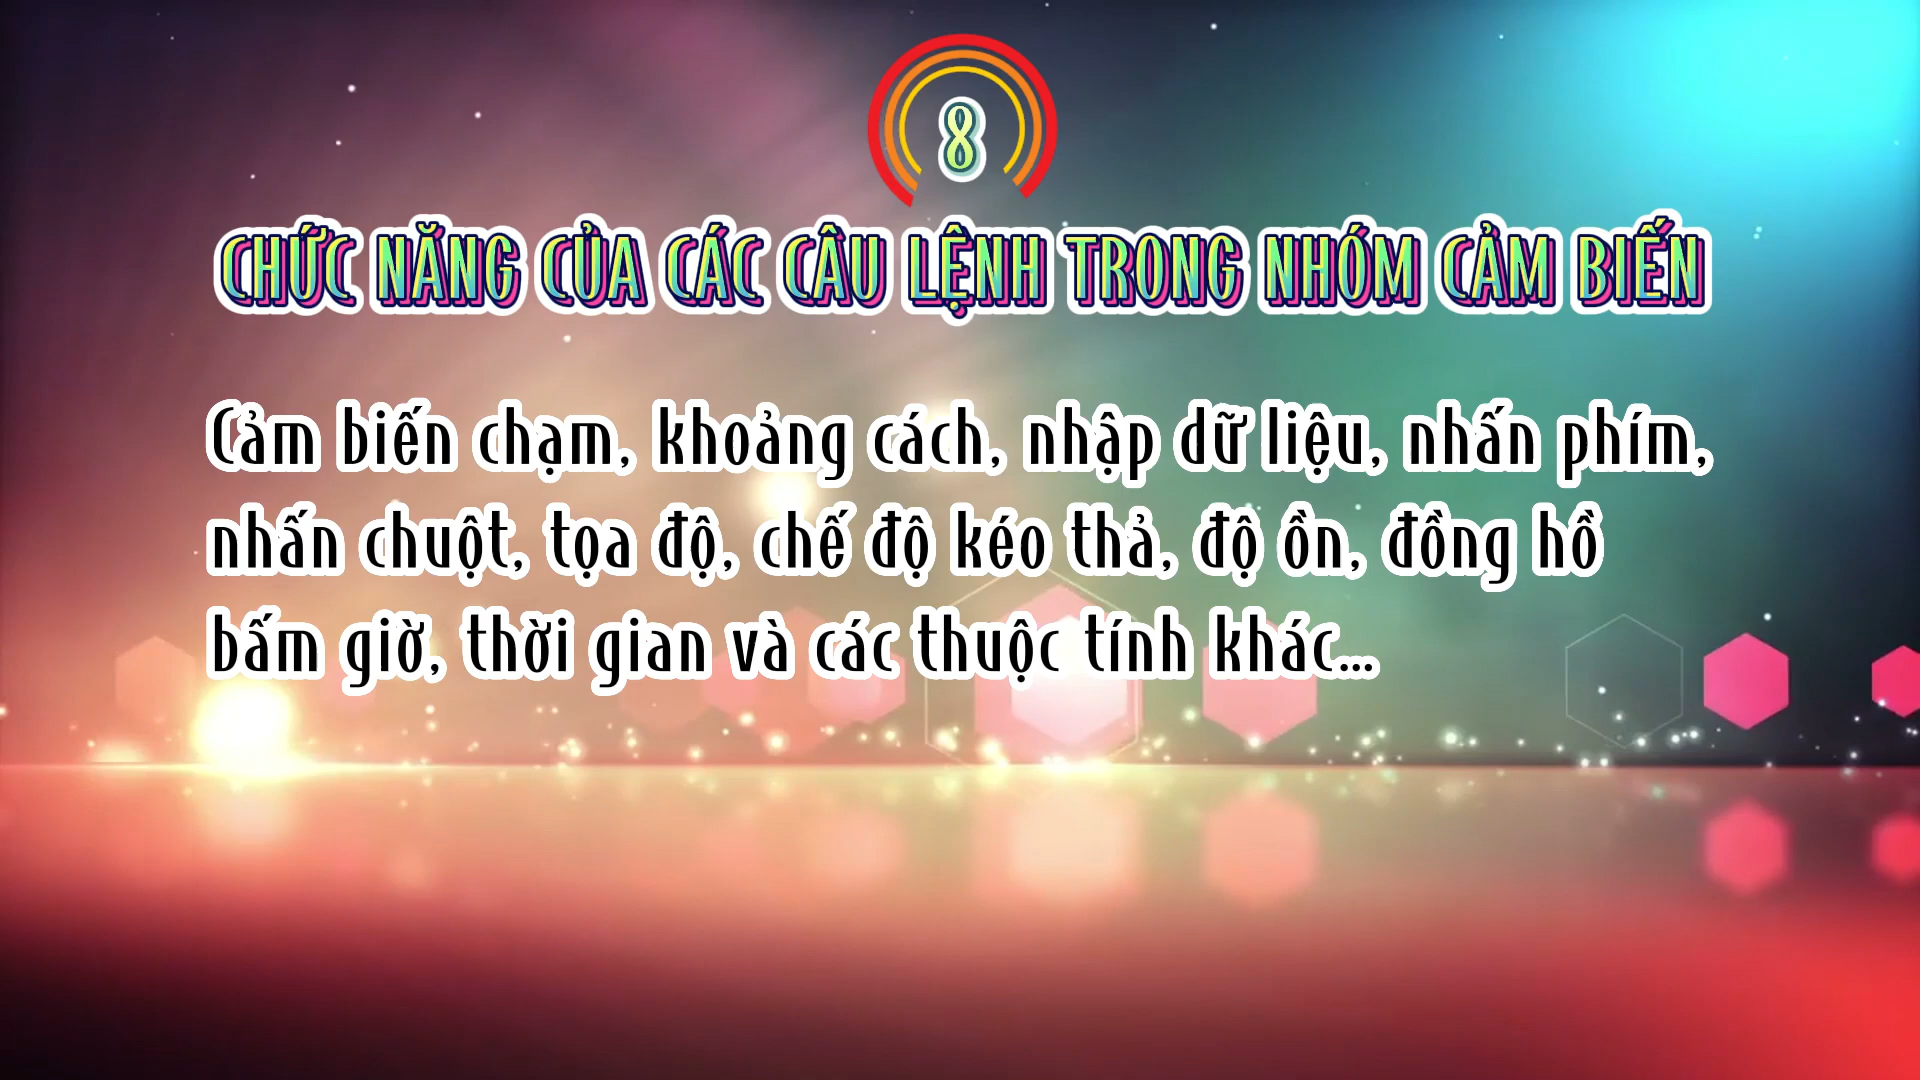 8
CHỨC NĂNG CỦA CÁC CÂU LỆNH TRONG NHÓM CẢM BIẾN
Cảm biến chạm, khoảng cách, nhập dữ liệu, nhấn phím,
nhấn chuột, tọa độ, chế độ kéo thả, độ ồn, đồng hồ
bấm giờ, thời gian và các thuộc tính khác...